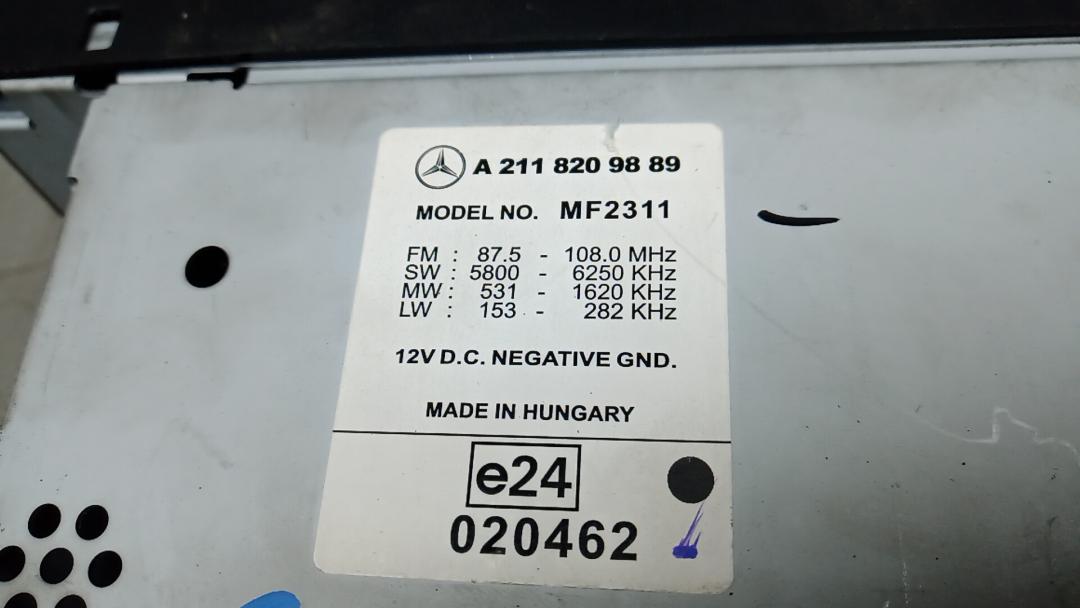 A 211 820 98 89
MODEL NO. MF2311
FM : 87.5 - 108.0 MHz
SW : 5800 - 6250 KHz
MW : 531 - 1620 KHz
LW : 153 - 282 KHz
12V D.C. NEGATIVE GND.
MADE IN HUNGARY
e24
020462